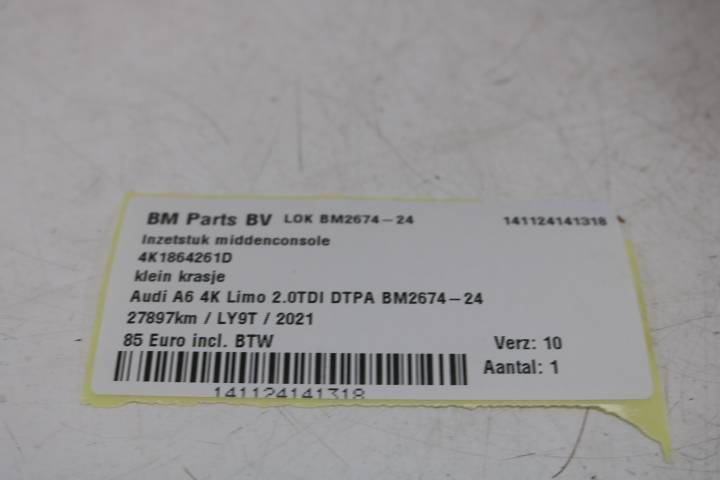 BM Parts BV LOK BM2674-24 141124141318
Inzetstuk middenconsole
4K1864261D
klein krasje
Audi A6 4K Limo 2.0TDI DTPA BM2674-24
27897km / LY9T / 2021
85 Euro incl. BTW Verz: 10
Aantal: 1
141124141318